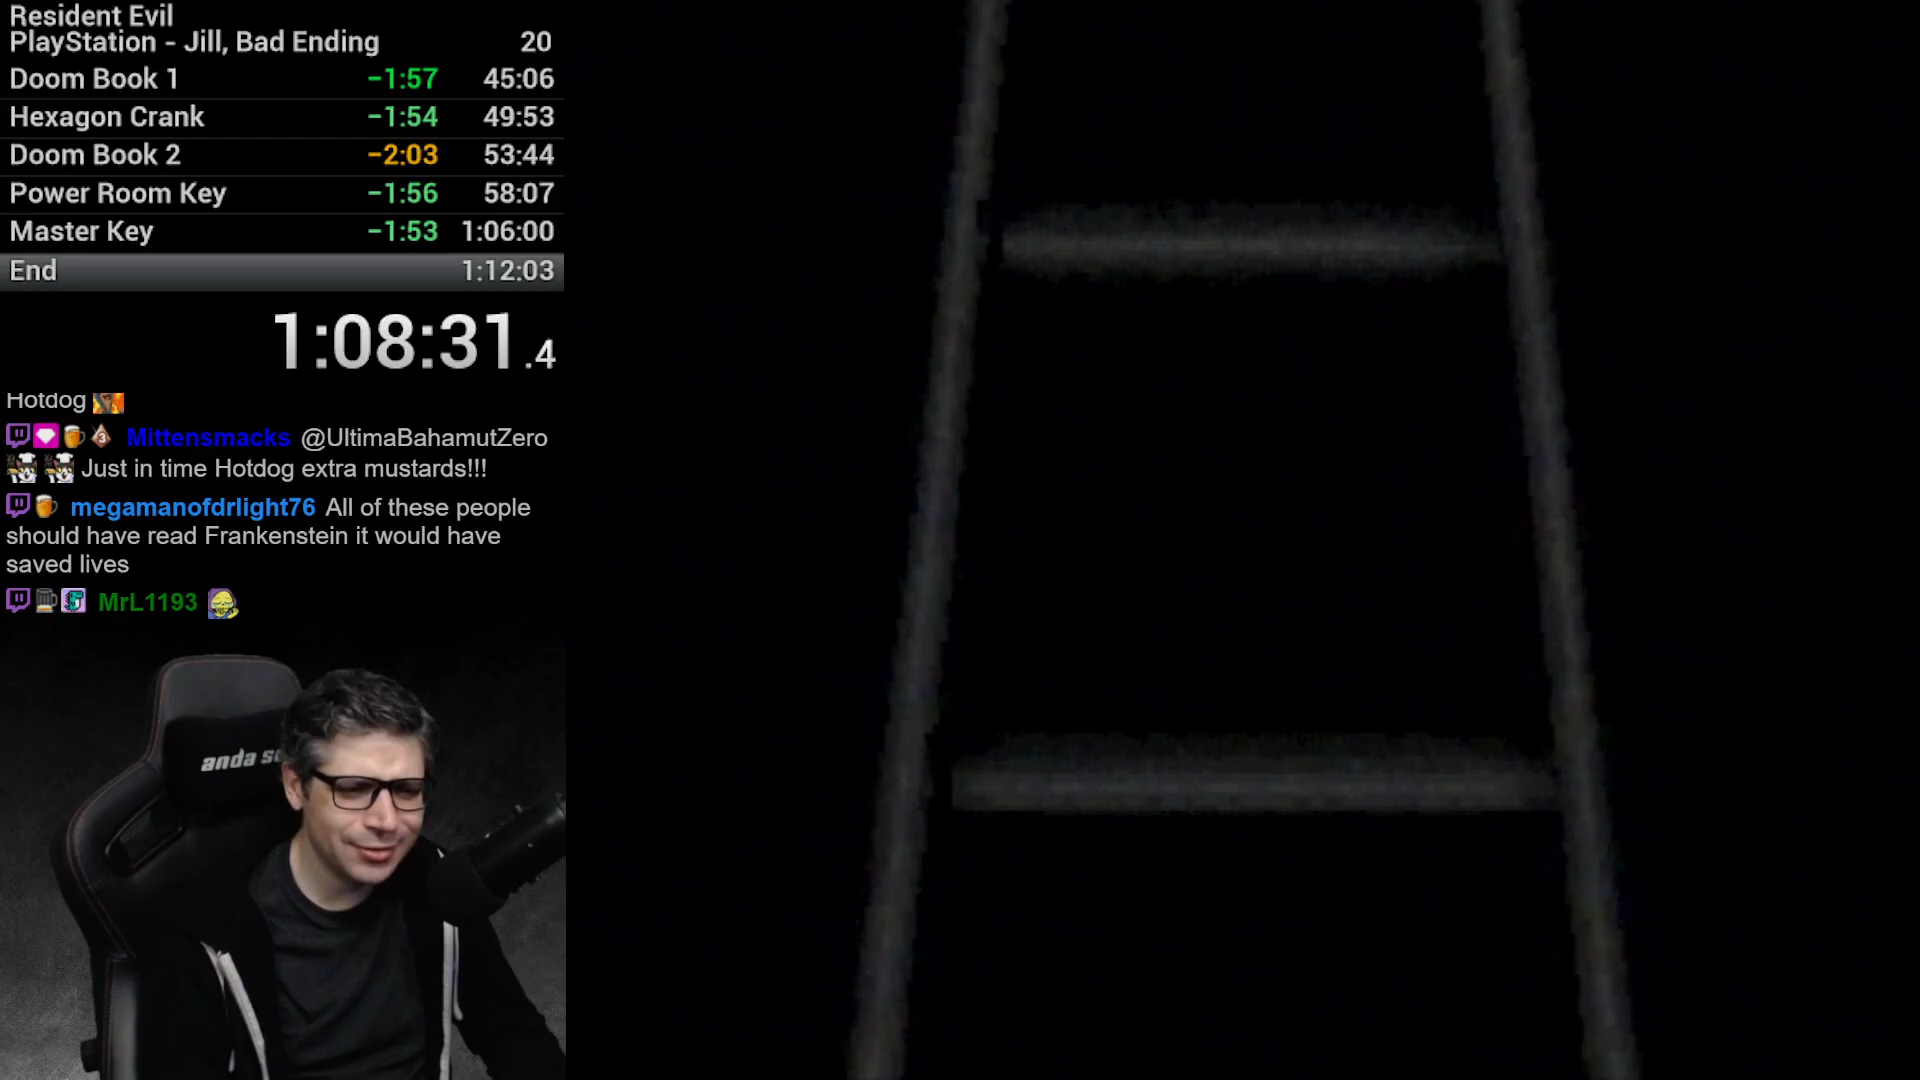 Resident Evil
PlayStation - Jill, Bad Ending 20
Doom Book 1 -1:57 45:06
Hexagon Crank -1:54 49:53
Doom Book 2 -2:03 53:44
Power Room Key -1:56 58:07
Master Key -1:53 1:06:00
End 1:12:03
1:08:31.4
Hotdog
Mittensmacks @UltimaBahamutZero
Just in time Hotdog extra mustards!!!
megamanofdrlight76 All of these people
should have read Frankenstein it would have
saved lives
MrL1193
anda se